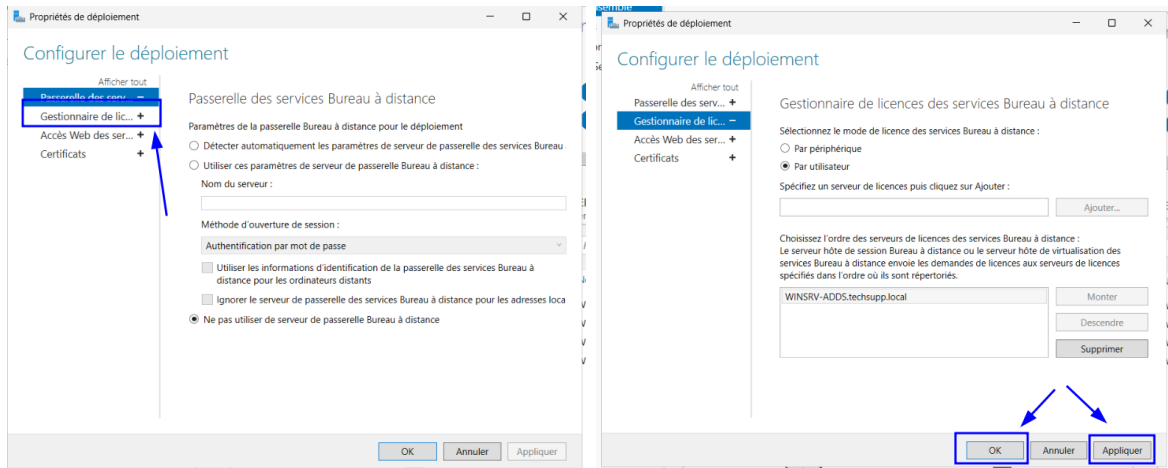 Propriétés de déploiement
Configurer le déploiement
Afficher tout
Passerelle des serv... –
Gestionnaire de lic... +
Accès Web des ser... +
Certificats +
Passerelle des services Bureau à distance
Paramètres de la passerelle Bureau à distance pour le déploiement
Détecter automatiquement les paramètres de serveur de passerelle des services Bureau
Utiliser ces paramètres de serveur de passerelle Bureau à distance :
Nom du serveur :
Méthode d'ouverture de session :
Authentification par mot de passe
Utiliser les informations d'identification de la passerelle des services Bureau à
distance pour les ordinateurs distants
Ignorer le serveur de passerelle des services Bureau à distance pour les adresses loca
Ne pas utiliser de serveur de passerelle Bureau à distance
OK Annuler Appliquer
Propriétés de déploiement
Configurer le déploiement
Afficher tout
Passerelle des serv... +
Gestionnaire de lic... –
Accès Web des ser... +
Certificats +
Gestionnaire de licences des services Bureau à distance
Sélectionnez le mode de licence des services Bureau à distance :
Par périphérique
Par utilisateur
Spécifiez un serveur de licences puis cliquez sur Ajouter :
Ajouter...
Choisissez l'ordre des serveurs de licences des services Bureau à distance :
Le serveur hôte de session Bureau à distance ou le serveur hôte de virtualisation des
services Bureau à distance envoie les demandes de licences aux serveurs de licences
spécifiés dans l'ordre où ils sont répertoriés.
WINSRV-ADDS.techsupp.local
Monter
Descendre
Supprimer
OK Annuler Appliquer